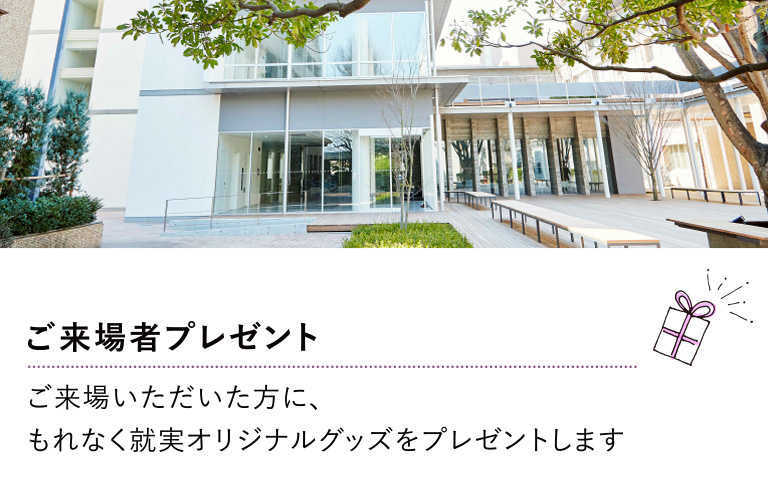 ご来場者プレゼント
ご来場いただいた方に、
もれなく就実オリジナルグッズをプレゼントします